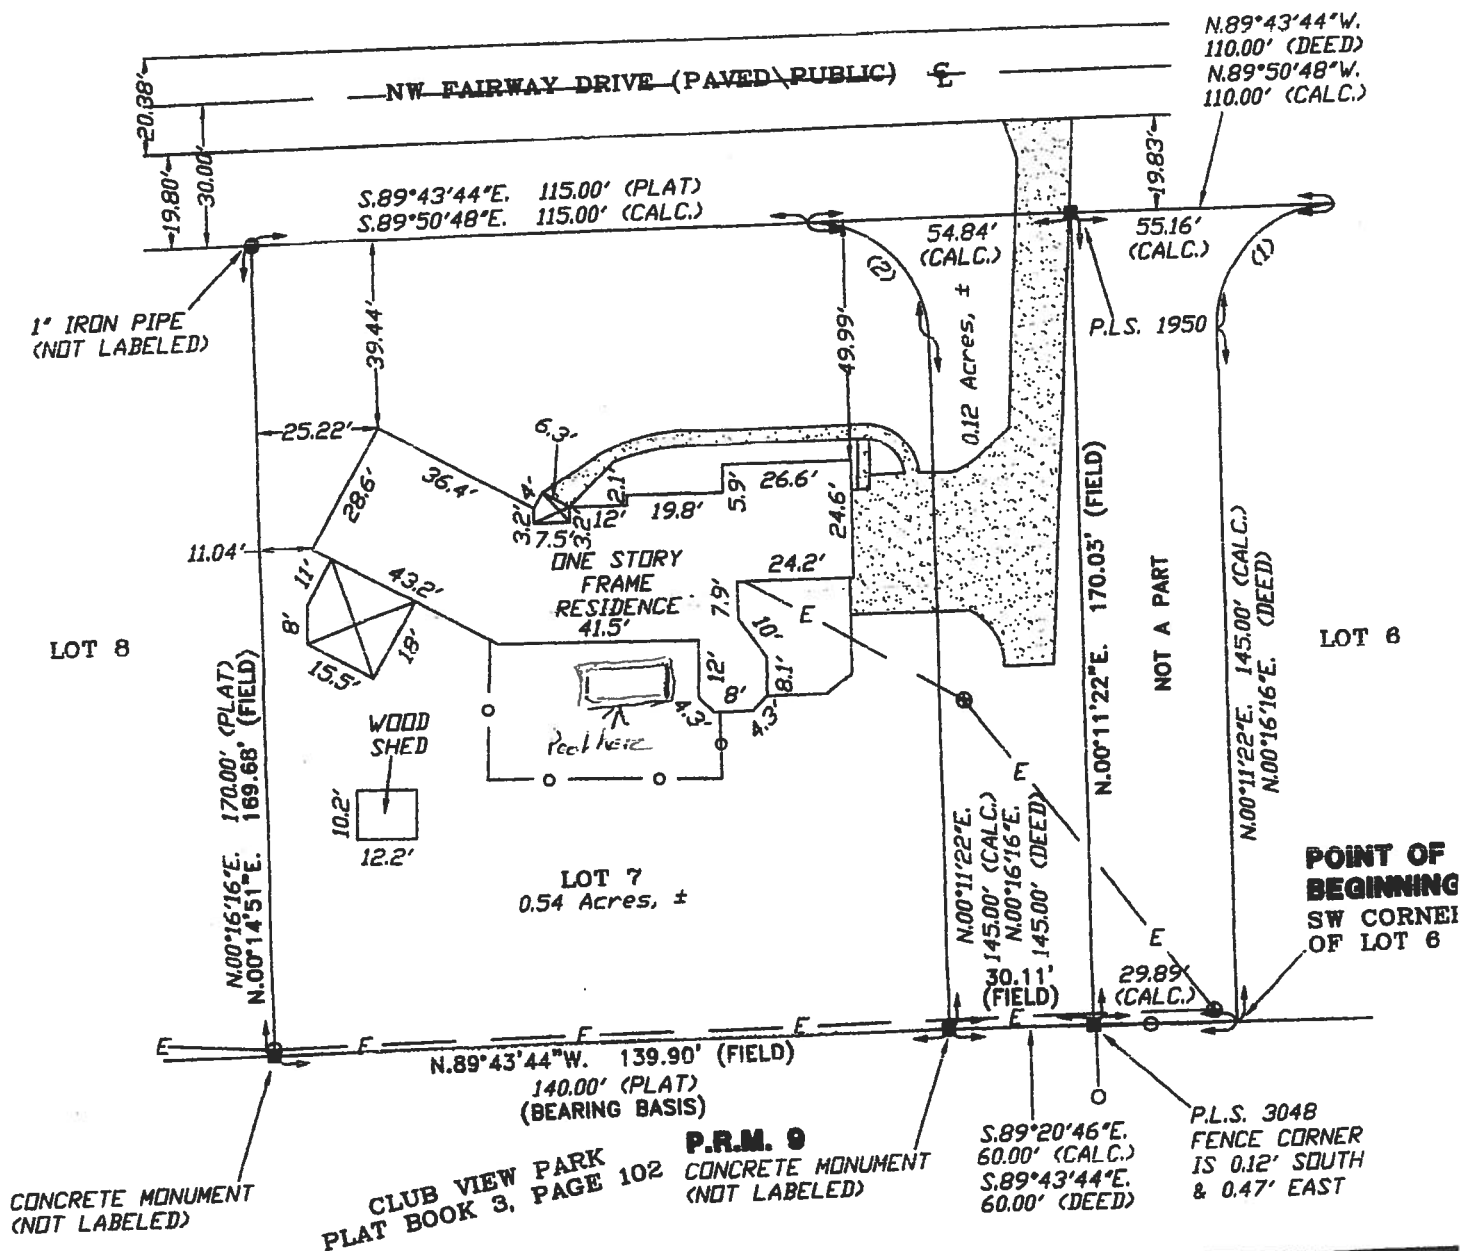 N.89°43'44"W.
110.00' (DEED)
N.89°50'48"W.
110.00' (CALC.)
NW FAIRWAY DRIVE (PAVED\PUBLIC) ℄
20.38'
19.80'
30.00'
19.83'
S.89°43'44"E. 115.00' (PLAT)
S.89°50'48"E. 115.00' (CALC.)
54.84'
(CALC.)
55.16'
(CALC.)
(2)
(1)
1" IRON PIPE
(NOT LABELED)
P.L.S. 1950
39.44'
49.99'
0.12 Acres, ±
25.22'
6.3'
36.4'
28.6'
4'
3.2'
7.5'
3.2'
12'
2.1'
19.8'
5.9'
26.6'
24.6'
11.04'
ONE STORY
FRAME
RESIDENCE
24.2'
7.9'
10'
E
11'
43.2'
8'
18'
15.5'
41.5'
12'
8'
8.1'
4.3'
4.3'
Pool here
LOT 8
LOT 6
NOT A PART
N.00°11'22"E. 170.03' (FIELD)
N.00°11'22"E. 145.00' (CALC.)
N.00°16'16"E. (DEED)
WOOD
SHED
10.2'
12.2'
170.00' (PLAT)
N.00°16'16"E.
N.00°14'51"E. 169.68' (FIELD)
LOT 7
0.54 Acres, ±
E
N.00°11'22"E.
145.00' (CALC.)
N.00°16'16"E.
145.00' (DEED)
POINT OF
BEGINNING
SW CORNE
OF LOT 6
E
30.11'
(FIELD)
29.89'
(CALC.)
E E E E E
N.89°43'44"W. 139.90' (FIELD)
140.00' (PLAT)
(BEARING BASIS)
P.R.M. 9
CONCRETE MONUMENT
(NOT LABELED)
CLUB VIEW PARK
PLAT BOOK 3, PAGE 102
CONCRETE MONUMENT
(NOT LABELED)
S.89°20'46"E.
60.00' (CALC.)
S.89°43'44"E.
60.00' (DEED)
P.L.S. 3048
FENCE CORNER
IS 0.12' SOUTH
& 0.47' EAST